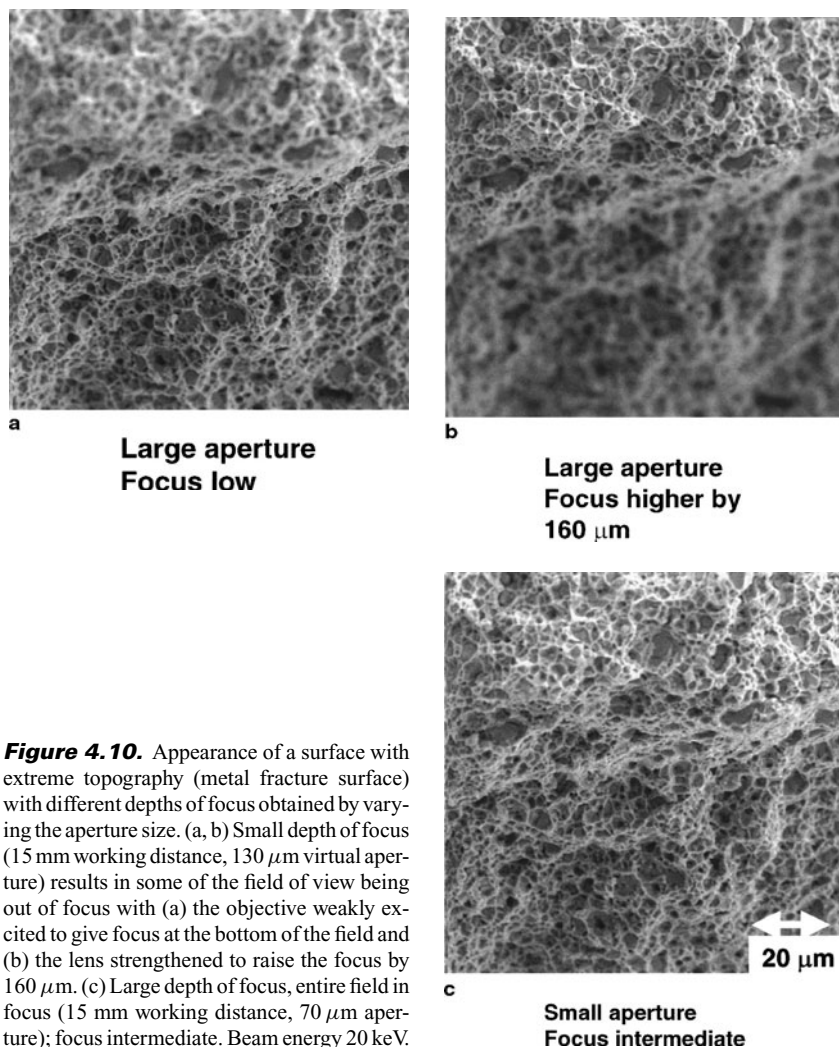 a
Large aperture
Focus low
b
Large aperture
Focus higher by
160 μm
Figure 4.10. Appearance of a surface with
extreme topography (metal fracture surface)
with different depths of focus obtained by vary-
ing the aperture size. (a, b) Small depth of focus
(15 mm working distance, 130 μm virtual aper-
ture) results in some of the field of view being
out of focus with (a) the objective weakly ex-
cited to give focus at the bottom of the field and
(b) the lens strengthened to raise the focus by
160 μm. (c) Large depth of focus, entire field in
focus (15 mm working distance, 70 μm aper-
ture); focus intermediate. Beam energy 20 keV.
20 μm
c
Small aperture
Focus intermediate